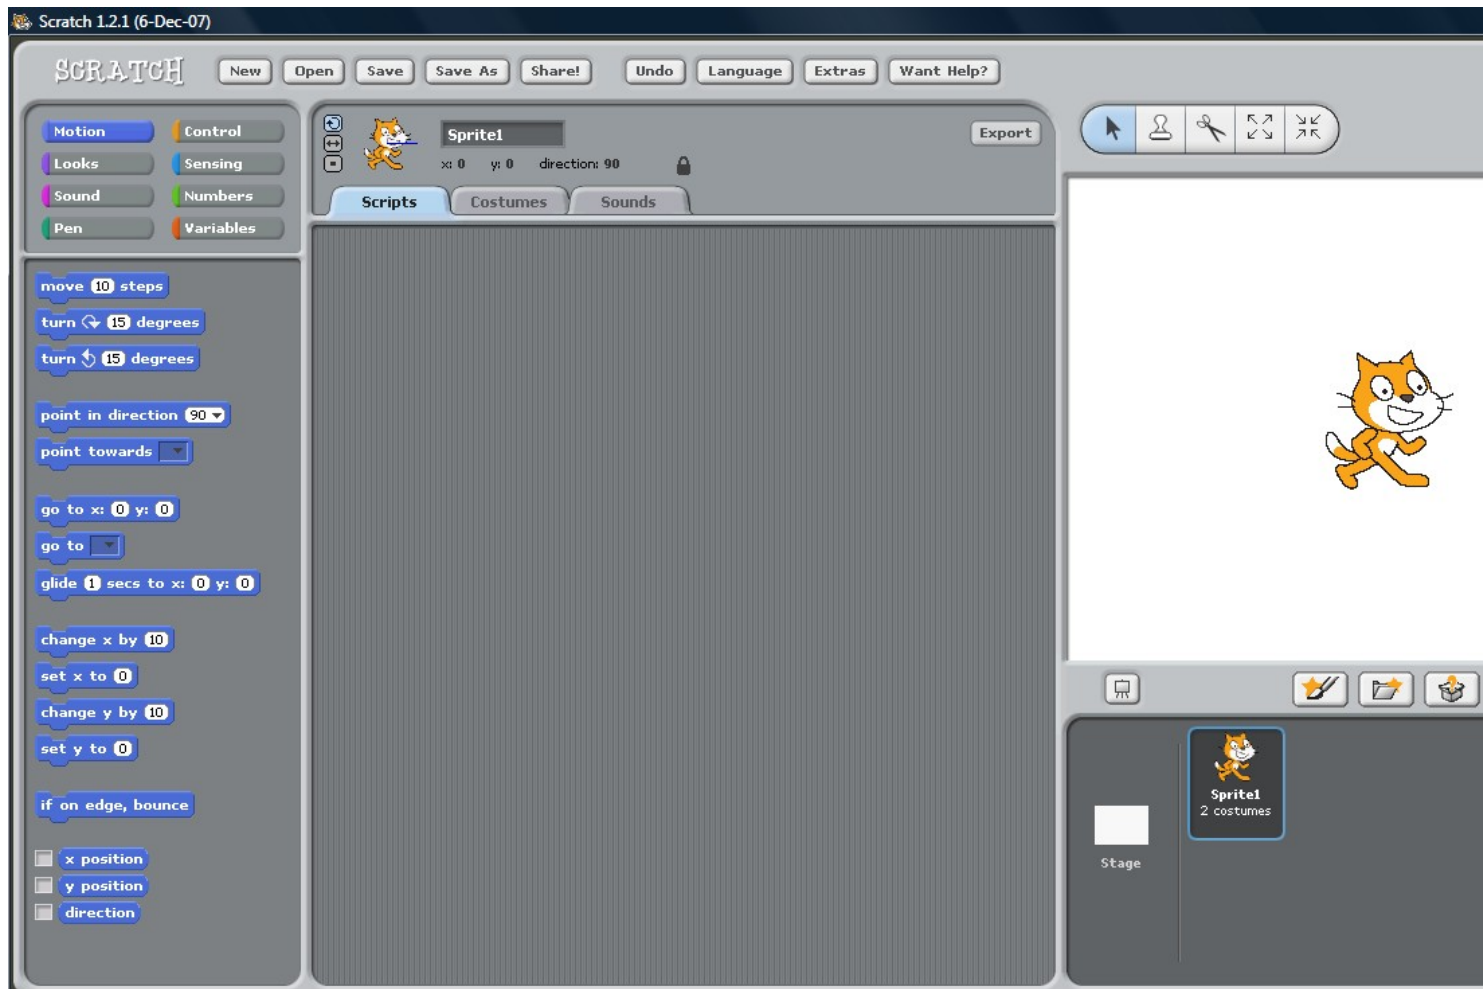 Scratch 1.2.1 (6-Dec-07)
SCRATCH New Open Save Save As Share! Undo Language Extras Want Help?
Motion Control
Looks Sensing
Sound Numbers
Pen Variables
move 10 steps
turn 15 degrees
turn 15 degrees
point in direction 90
point towards
go to x: 0 y: 0
go to
glide 1 secs to x: 0 y: 0
change x by 10
set x to 0
change y by 10
set y to 0
if on edge, bounce
x position
y position
direction
Sprite1
Export
x: 0 y: 0 direction: 90
Scripts Costumes Sounds
Sprite1
2 costumes
Stage